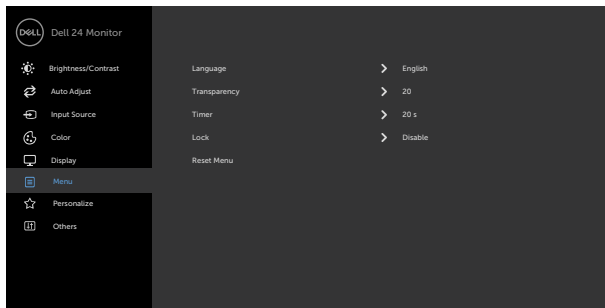 DELL Dell 24 Monitor
Brightness/Contrast
Auto Adjust
Input Source
Color
Display
Menu
Personalize
Others
Language English
Transparency 20
Timer 20 s
Lock Disable
Reset Menu